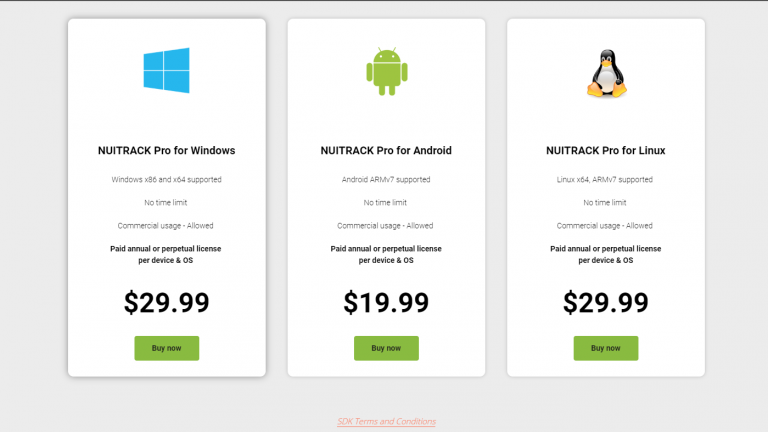 NUITRACK Pro for Windows
Windows x86 and x64 supported
No time limit
Commercial usage - Allowed
Paid annual or perpetual license
per device & OS
$29.99
Buy now
NUITRACK Pro for Android
Android ARMv7 supported
No time limit
Commercial usage - Allowed
Paid annual or perpetual license
per device & OS
$19.99
Buy now
NUITRACK Pro for Linux
Linux x64, ARMv7 supported
No time limit
Commercial usage - Allowed
Paid annual or perpetual license
per device & OS
$29.99
Buy now
SDK Terms and Conditions